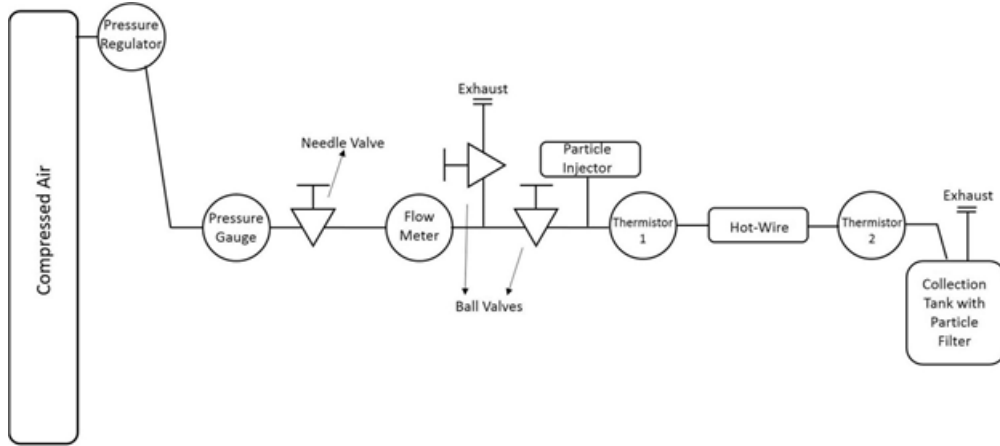 Compressed Air
Pressure
Regulator
Pressure
Gauge
Needle Valve
Flow
Meter
Exhaust
Ball Valves
Particle
Injector
Thermistor
1
Hot-Wire
Thermistor
2
Exhaust
Collection
Tank with
Particle
Filter